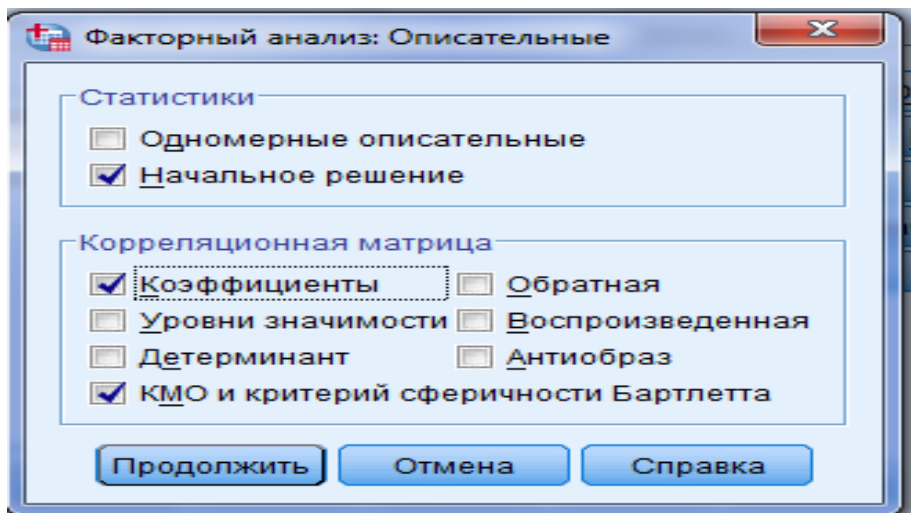 Факторный анализ: Описательные
Статистики
Одномерные описательные
Начальное решение
Корреляционная матрица
Коэффициенты Обратная
Уровни значимости Воспроизведенная
Детерминант Антиобраз
КМО и критерий сферичности Бартлетта
Продолжить Отмена Справка